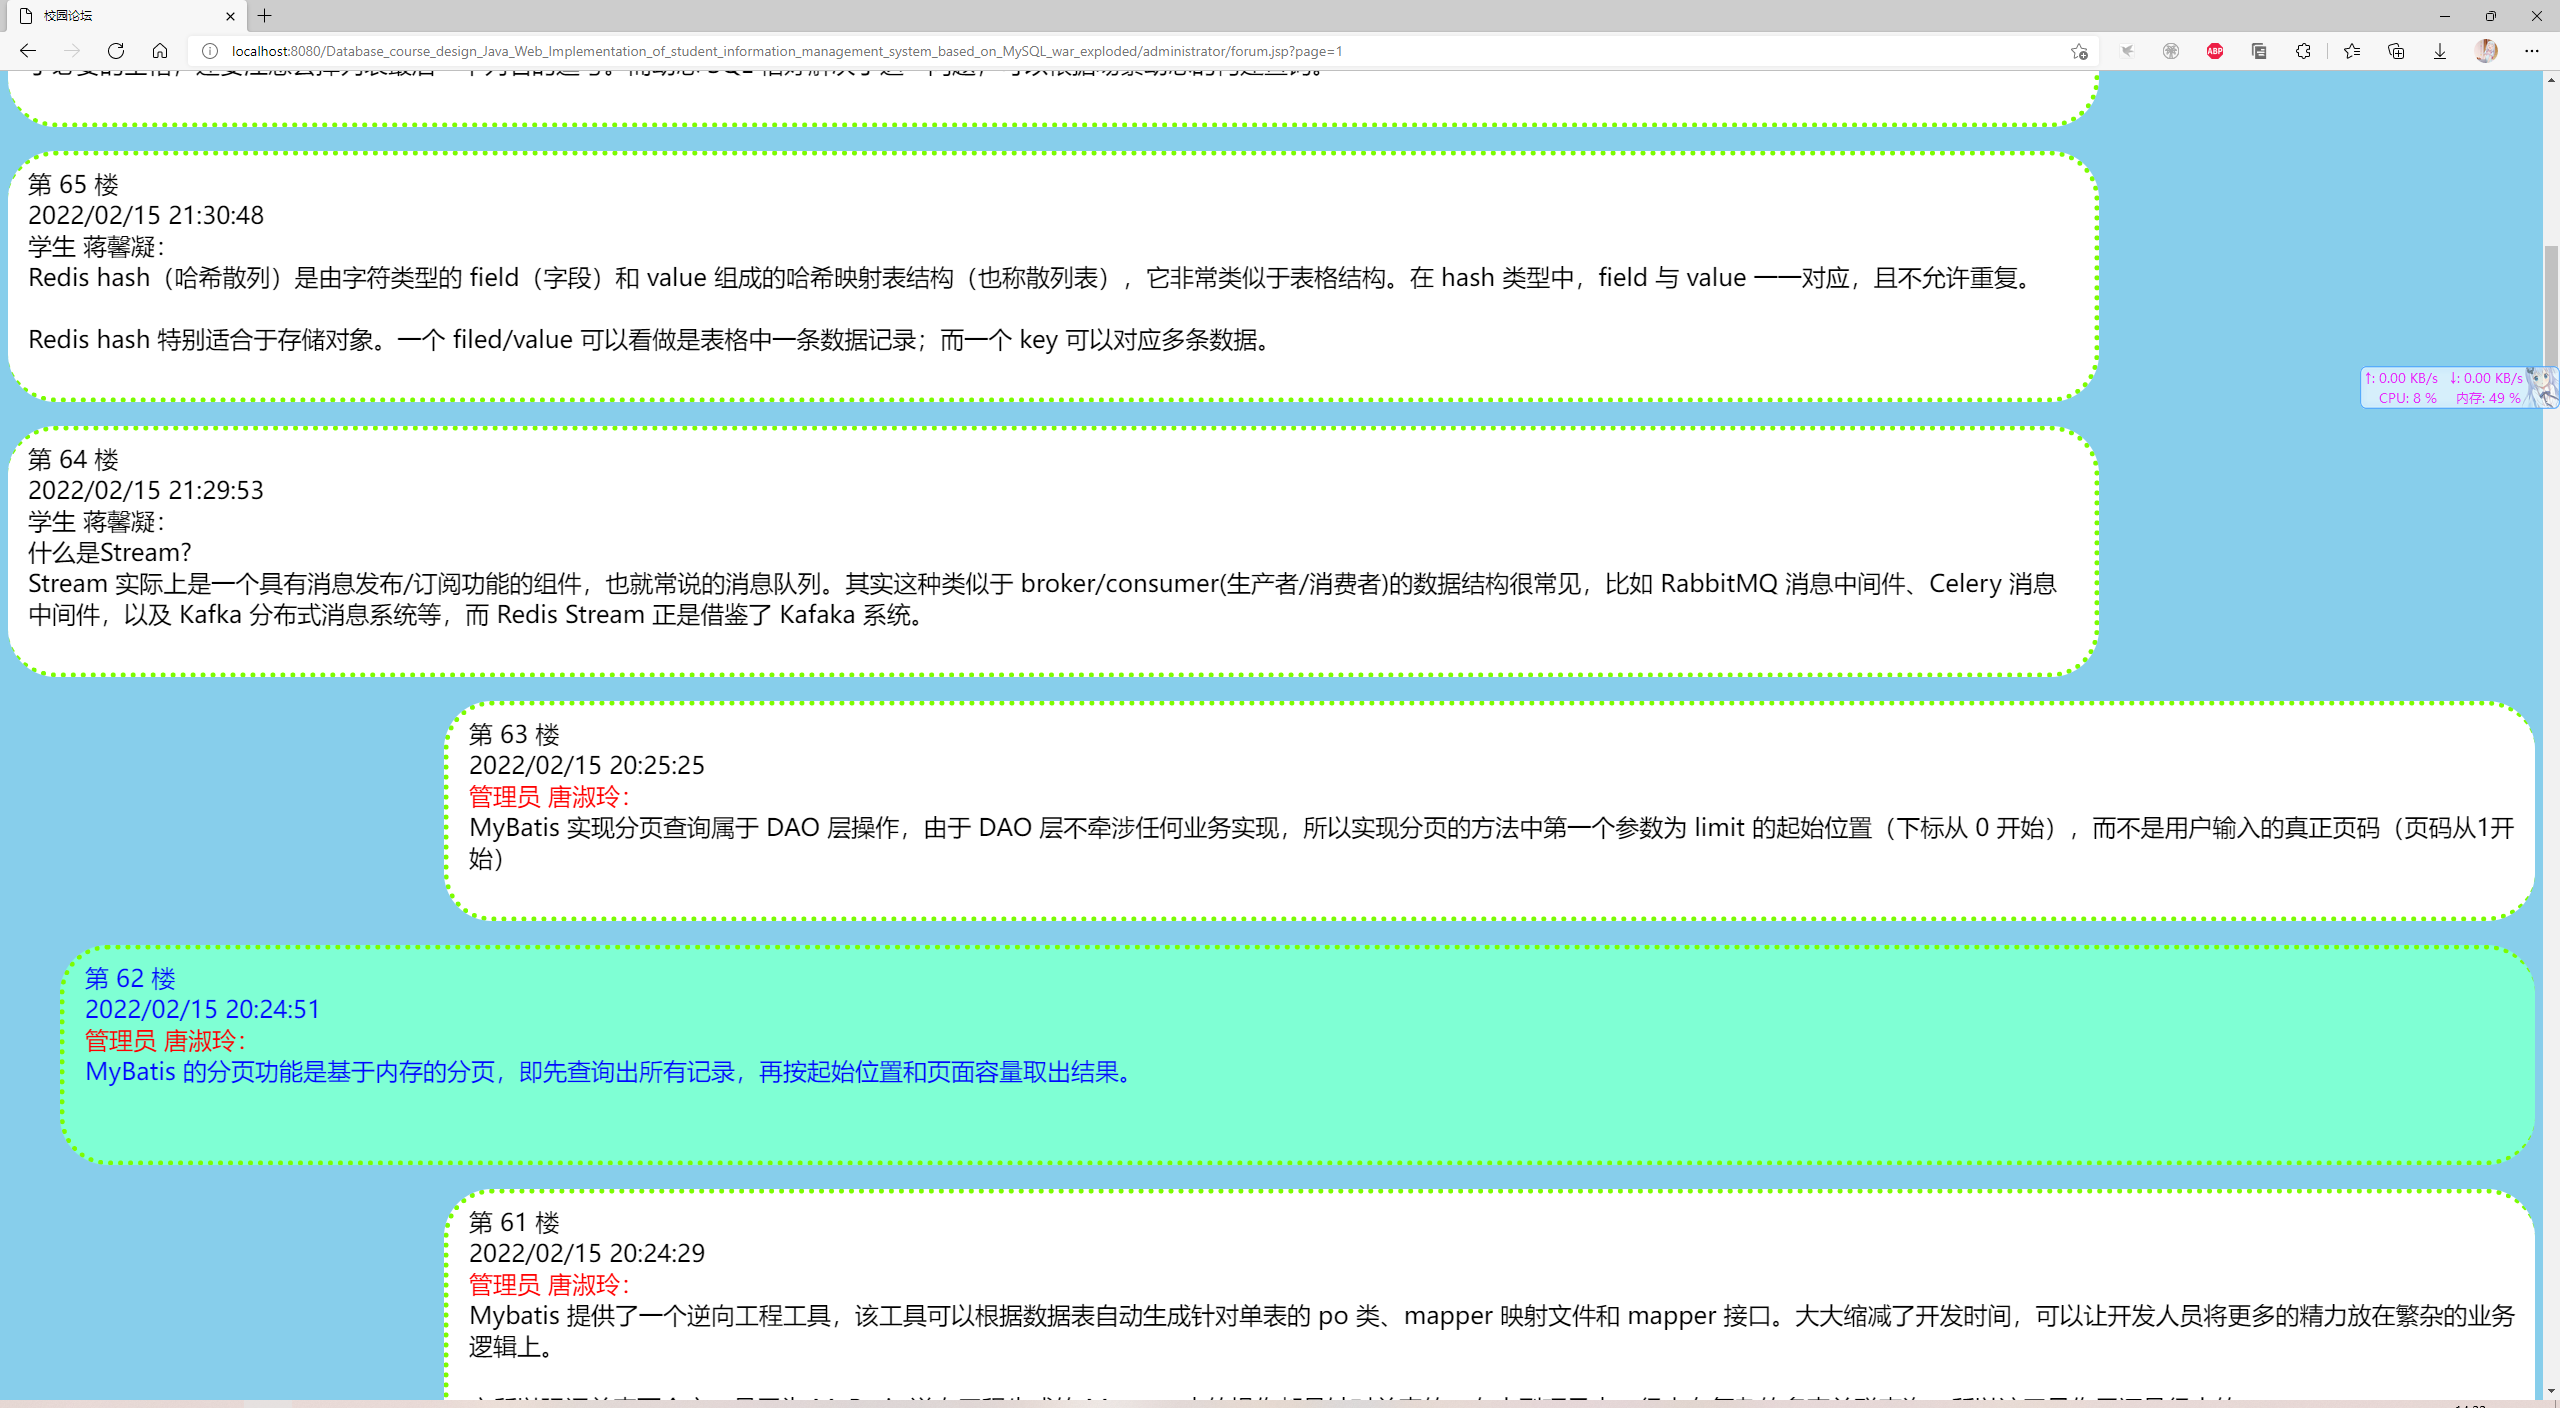 校园论坛
localhost:8080/Database_course_design_Java_Web_Implementation_of_student_information_management_system_based_on_MySQL_war_exploded/administrator/forum.jsp?page=1
ABP
第 65 楼
2022/02/15 21:30:48
学生 蒋馨凝：
Redis hash（哈希散列）是由字符类型的 field（字段）和 value 组成的哈希映射表结构（也称散列表），它非常类似于表格结构。在 hash 类型中，field 与 value 一一对应，且不允许重复。
Redis hash 特别适合于存储对象。一个 filed/value 可以看做是表格中一条数据记录；而一个 key 可以对应多条数据。
↑: 0.00 KB/s ↓: 0.00 KB/s
CPU: 8 % 内存: 49 %
第 64 楼
2022/02/15 21:29:53
学生 蒋馨凝：
什么是Stream?
Stream 实际上是一个具有消息发布/订阅功能的组件，也就常说的消息队列。其实这种类似于 broker/consumer(生产者/消费者)的数据结构很常见，比如 RabbitMQ 消息中间件、Celery 消息
中间件，以及 Kafka 分布式消息系统等，而 Redis Stream 正是借鉴了 Kafaka 系统。
第 63 楼
2022/02/15 20:25:25
管理员 唐淑玲：
MyBatis 实现分页查询属于 DAO 层操作，由于 DAO 层不牵涉任何业务实现，所以实现分页的方法中第一个参数为 limit 的起始位置（下标从 0 开始），而不是用户输入的真正页码（页码从1开
始）
第 62 楼
2022/02/15 20:24:51
管理员 唐淑玲：
MyBatis 的分页功能是基于内存的分页，即先查询出所有记录，再按起始位置和页面容量取出结果。
第 61 楼
2022/02/15 20:24:29
管理员 唐淑玲：
Mybatis 提供了一个逆向工程工具，该工具可以根据数据表自动生成针对单表的 po 类、mapper 映射文件和 mapper 接口。大大缩减了开发时间，可以让开发人员将更多的精力放在繁杂的业务
逻辑上。